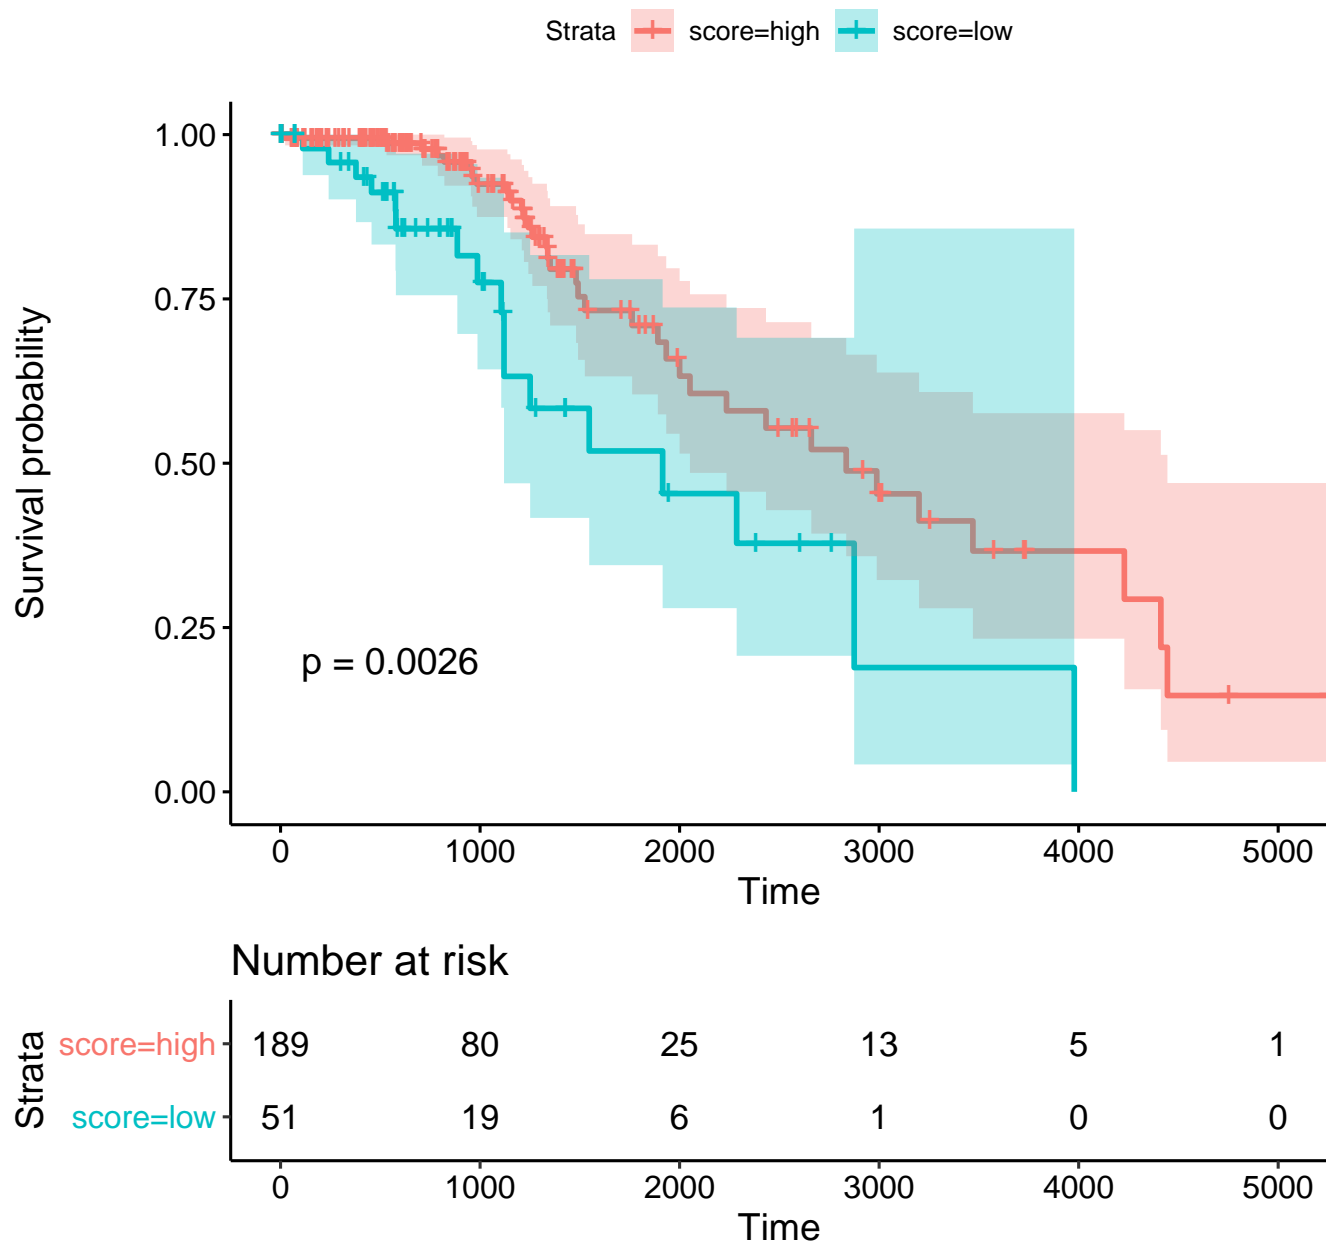 Strata score=high score=low
Survival probability
1.00
0.75
0.50
0.25
0.00
p = 0.0026
0 1000 2000 3000 4000 5000
Time
Number at risk
Strata
score=high 189 80 25 13 5 1
score=low 51 19 6 1 0 0
0 1000 2000 3000 4000 5000
Time